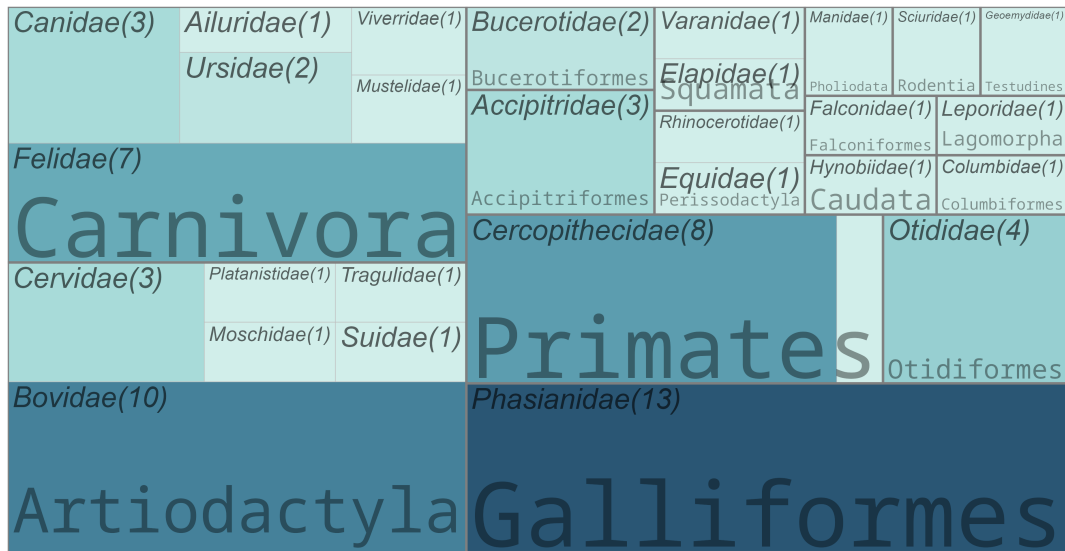 Canidae(3)
Ailuridae(1)
Viverridae(1)
Ursidae(2)
Mustelidae(1)
Felidae(7)
Carnivora
Cervidae(3)
Platanistidae(1)
Tragulidae(1)
Moschidae(1)
Suidae(1)
Bovidae(10)
Artiodactyla
Bucerotidae(2)
Bucerotiformes
Accipitridae(3)
Accipitriformes
Varanidae(1)
Elapidae(1)
Squamata
Rhinocerotidae(1)
Equidae(1)
Perissodactyla
Manidae(1)
Pholiodata
Sciuridae(1)
Rodentia
Geoemydidae(1)
Testudines
Falconidae(1)
Falconiformes
Leporidae(1)
Lagomorpha
Hynobiidae(1)
Caudata
Columbidae(1)
Columbiformes
Cercopithecidae(8)
Primates
Otididae(4)
Otidiformes
Phasianidae(13)
Galliformes